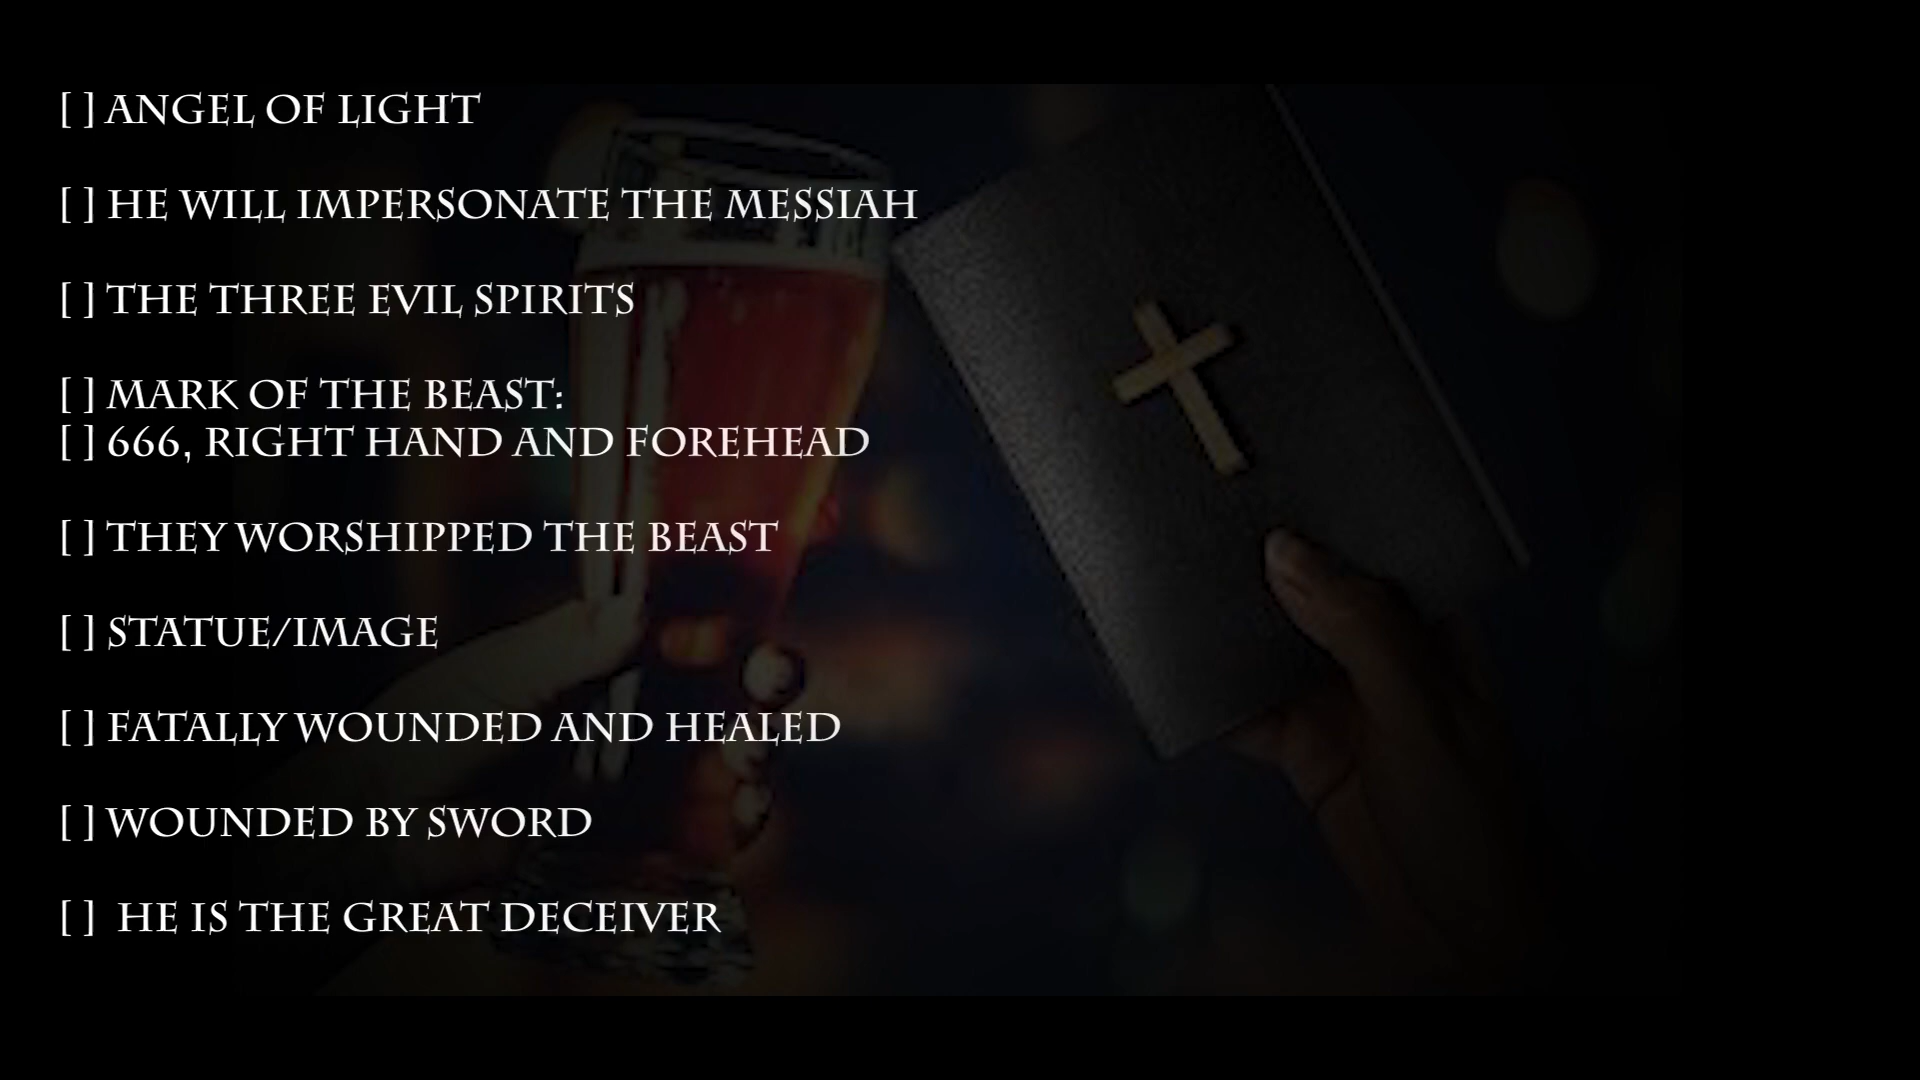 [ ] ANGEL OF LIGHT
[ ] HE WILL IMPERSONATE THE MESSIAH
[ ] THE THREE EVIL SPIRITS
[ ] MARK OF THE BEAST:
[ ] 666, RIGHT HAND AND FOREHEAD
[ ] THEY WORSHIPPED THE BEAST
[ ] STATUE/IMAGE
[ ] FATALLY WOUNDED AND HEALED
[ ] WOUNDED BY SWORD
[ ] HE IS THE GREAT DECEIVER